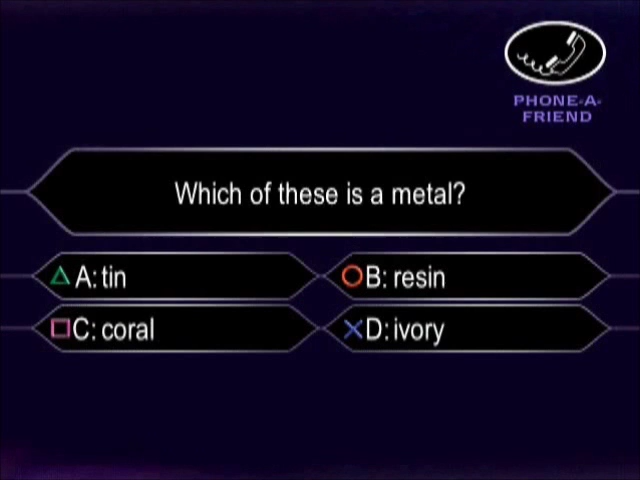 PHONE-A-
FRIEND
Which of these is a metal?
A: tin
B: resin
C: coral
D: ivory